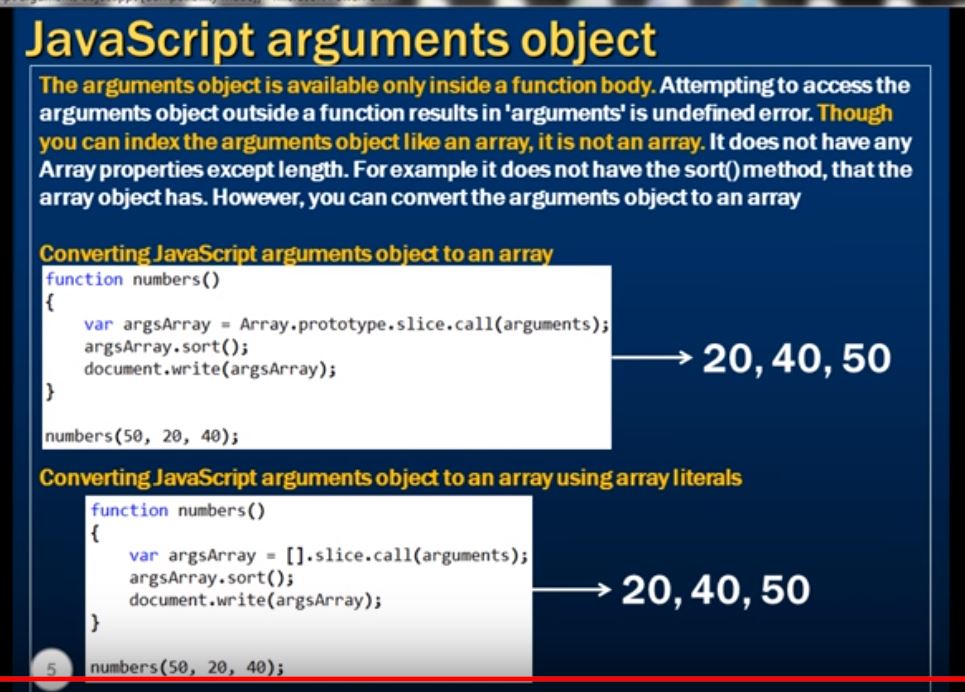 JavaScript arguments object
The arguments object is available only inside a function body. Attempting to access the
arguments object outside a function results in 'arguments' is undefined error. Though
you can index the arguments object like an array, it is not an array. It does not have any
Array properties except length. For example it does not have the sort() method, that the
array object has. However, you can convert the arguments object to an array
Converting JavaScript arguments object to an array
function numbers()
{
var argsArray = Array.prototype.slice.call(arguments);
argsArray.sort();
document.write(argsArray);
}
numbers(50, 20, 40);
20, 40, 50
Converting JavaScript arguments object to an array using array literals
function numbers()
{
var argsArray = [].slice.call(arguments);
argsArray.sort();
document.write(argsArray);
}
numbers(50, 20, 40);
20, 40, 50
5